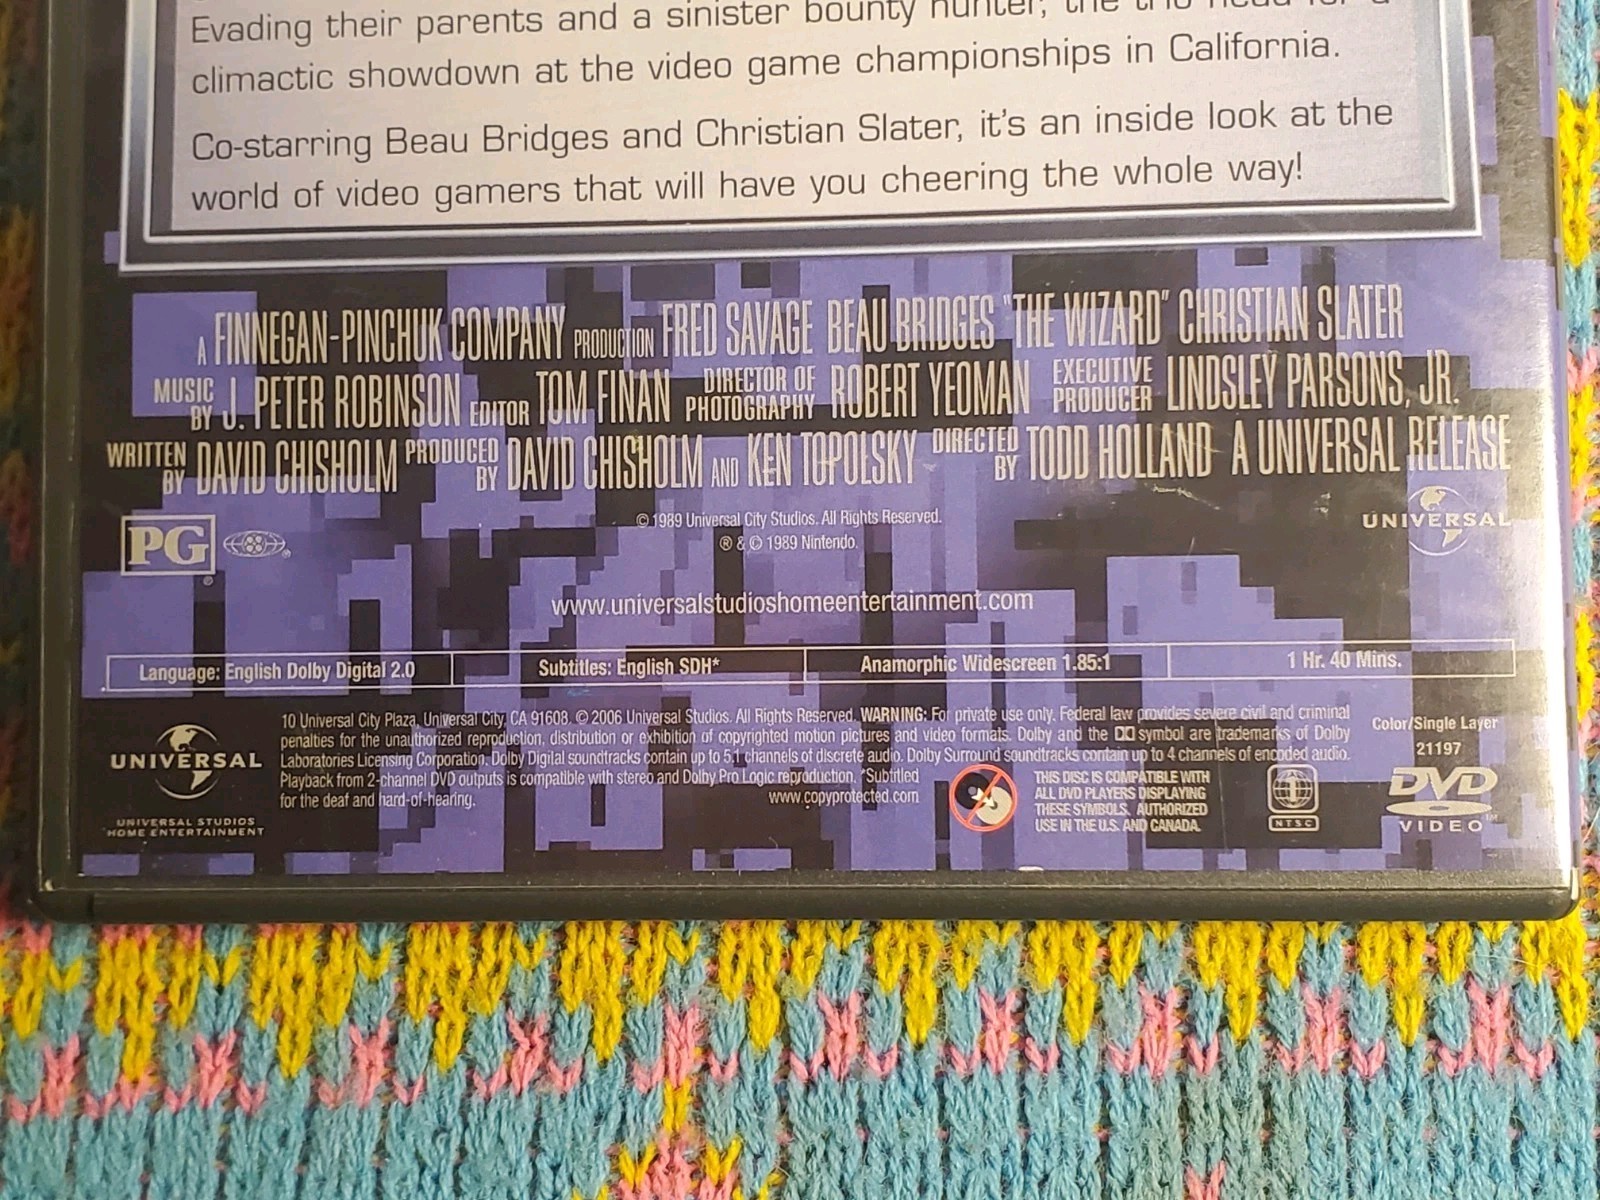 Evading their parents and a sinister bounty hunter, the trio head for a
climactic showdown at the video game championships in California.
Co-starring Beau Bridges and Christian Slater, it's an inside look at the
world of video gamers that will have you cheering the whole way!
A FINNEGAN-PINCHUK COMPANY PRODUCTION FRED SAVAGE BEAU BRIDGES "THE WIZARD" CHRISTIAN SLATER
MUSIC BY J. PETER ROBINSON EDITOR TOM FINAN DIRECTOR OF PHOTOGRAPHY ROBERT YEOMAN EXECUTIVE PRODUCER LINDSLEY PARSONS, JR.
WRITTEN BY DAVID CHISHOLM PRODUCED BY DAVID CHISHOLM AND KEN TOPOLSKY DIRECTED BY TODD HOLLAND A UNIVERSAL RELEASE
PG ®
®
© 1989 Universal City Studios. All Rights Reserved.
® & © 1989 Nintendo.
UNIVERSAL
www.universalstudioshomeentertainment.com
Language: English Dolby Digital 2.0 Subtitles: English SDH* Anamorphic Widescreen 1.85:1 1 Hr. 40 Mins.
UNIVERSAL
UNIVERSAL STUDIOS
HOME ENTERTAINMENT
10 Universal City Plaza, Universal City, CA 91608. © 2006 Universal Studios. All Rights Reserved. WARNING: For private use only. Federal law provides severe civil and criminal
penalties for the unauthorized reproduction, distribution or exhibition of copyrighted motion pictures and video formats. Dolby and the DD symbol are trademarks of Dolby
Laboratories Licensing Corporation. Dolby Digital soundtracks contain up to 5.1 channels of discrete audio. Dolby Surround soundtracks contain up to 4 channels of encoded audio.
Playback from 2-channel DVD outputs is compatible with stereo and Dolby Pro Logic reproduction. *Subtitled
for the deaf and hard-of-hearing.
www.copyprotected.com
THIS DISC IS COMPATIBLE WITH
ALL DVD PLAYERS DISPLAYING
THESE SYMBOLS. AUTHORIZED
USE IN THE U.S. AND CANADA.
NTSC
Color/Single Layer
21197
DVD
VIDEO™